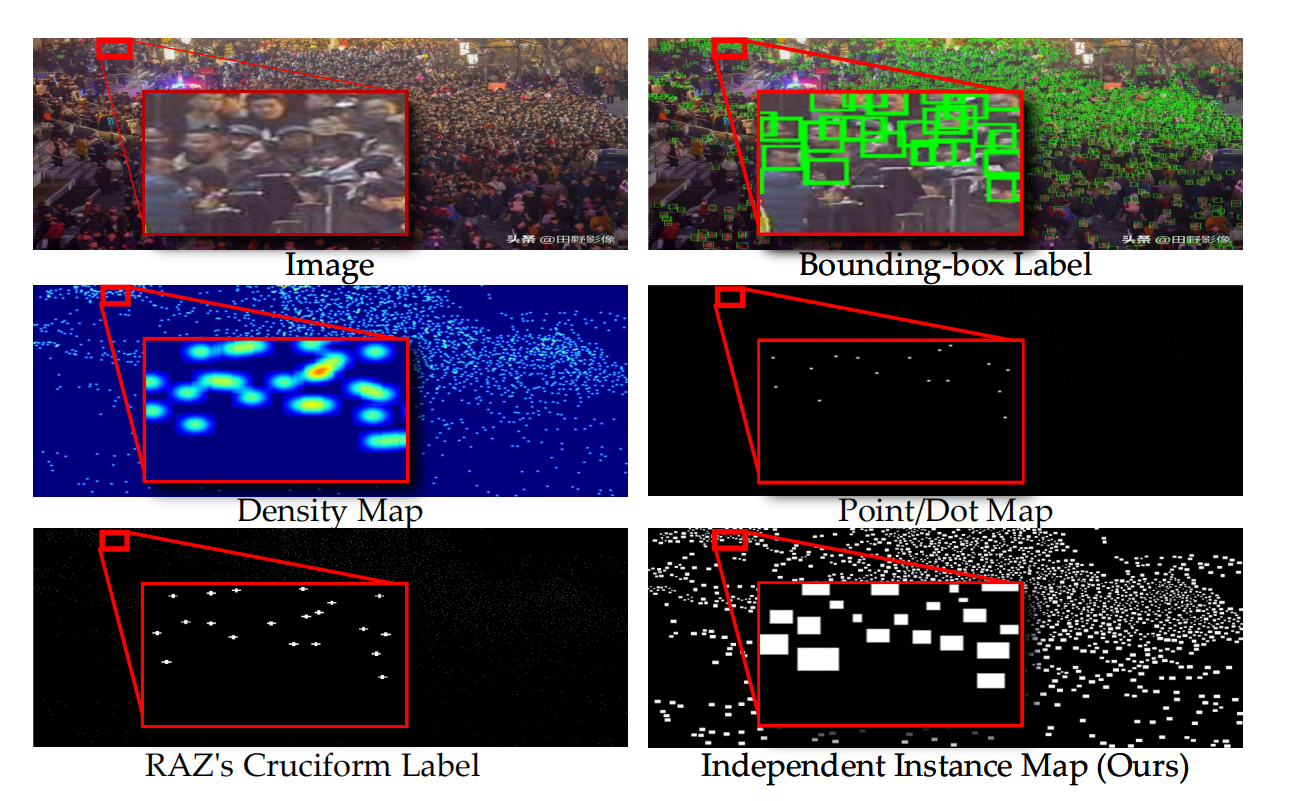 头条 @田野影像
头条 @田野影像
Image
Bounding-box Label
Density Map
Point/Dot Map
RAZ's Cruciform Label
Independent Instance Map (Ours)